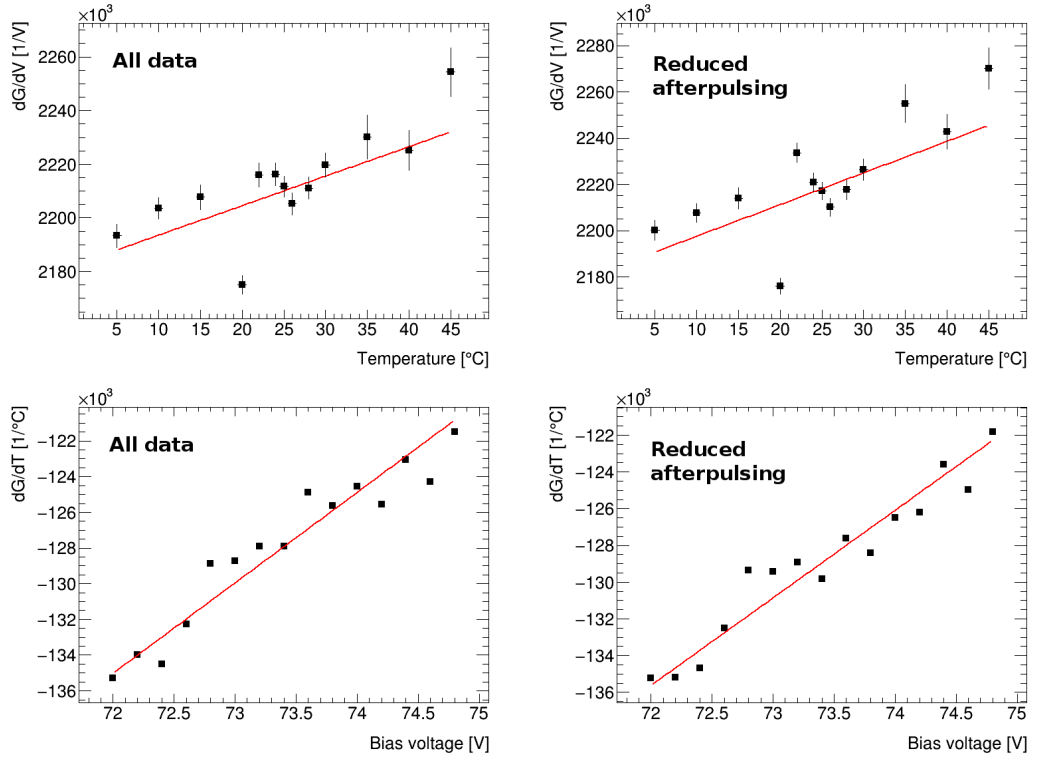 ×10³
dG/dV [1/V]
All data
2260
2240
2220
2200
2180
5 10 15 20 25 30 35 40 45
Temperature [°C]
×10³
dG/dV [1/V]
Reduced
afterpulsing
2280
2260
2240
2220
2200
2180
5 10 15 20 25 30 35 40 45
Temperature [°C]
×10³
dG/dT [1/°C]
All data
−122
−124
−126
−128
−130
−132
−134
−136
72 72.5 73 73.5 74 74.5 75
Bias voltage [V]
×10³
dG/dT [1/°C]
Reduced
afterpulsing
−122
−124
−126
−128
−130
−132
−134
−136
72 72.5 73 73.5 74 74.5 75
Bias voltage [V]